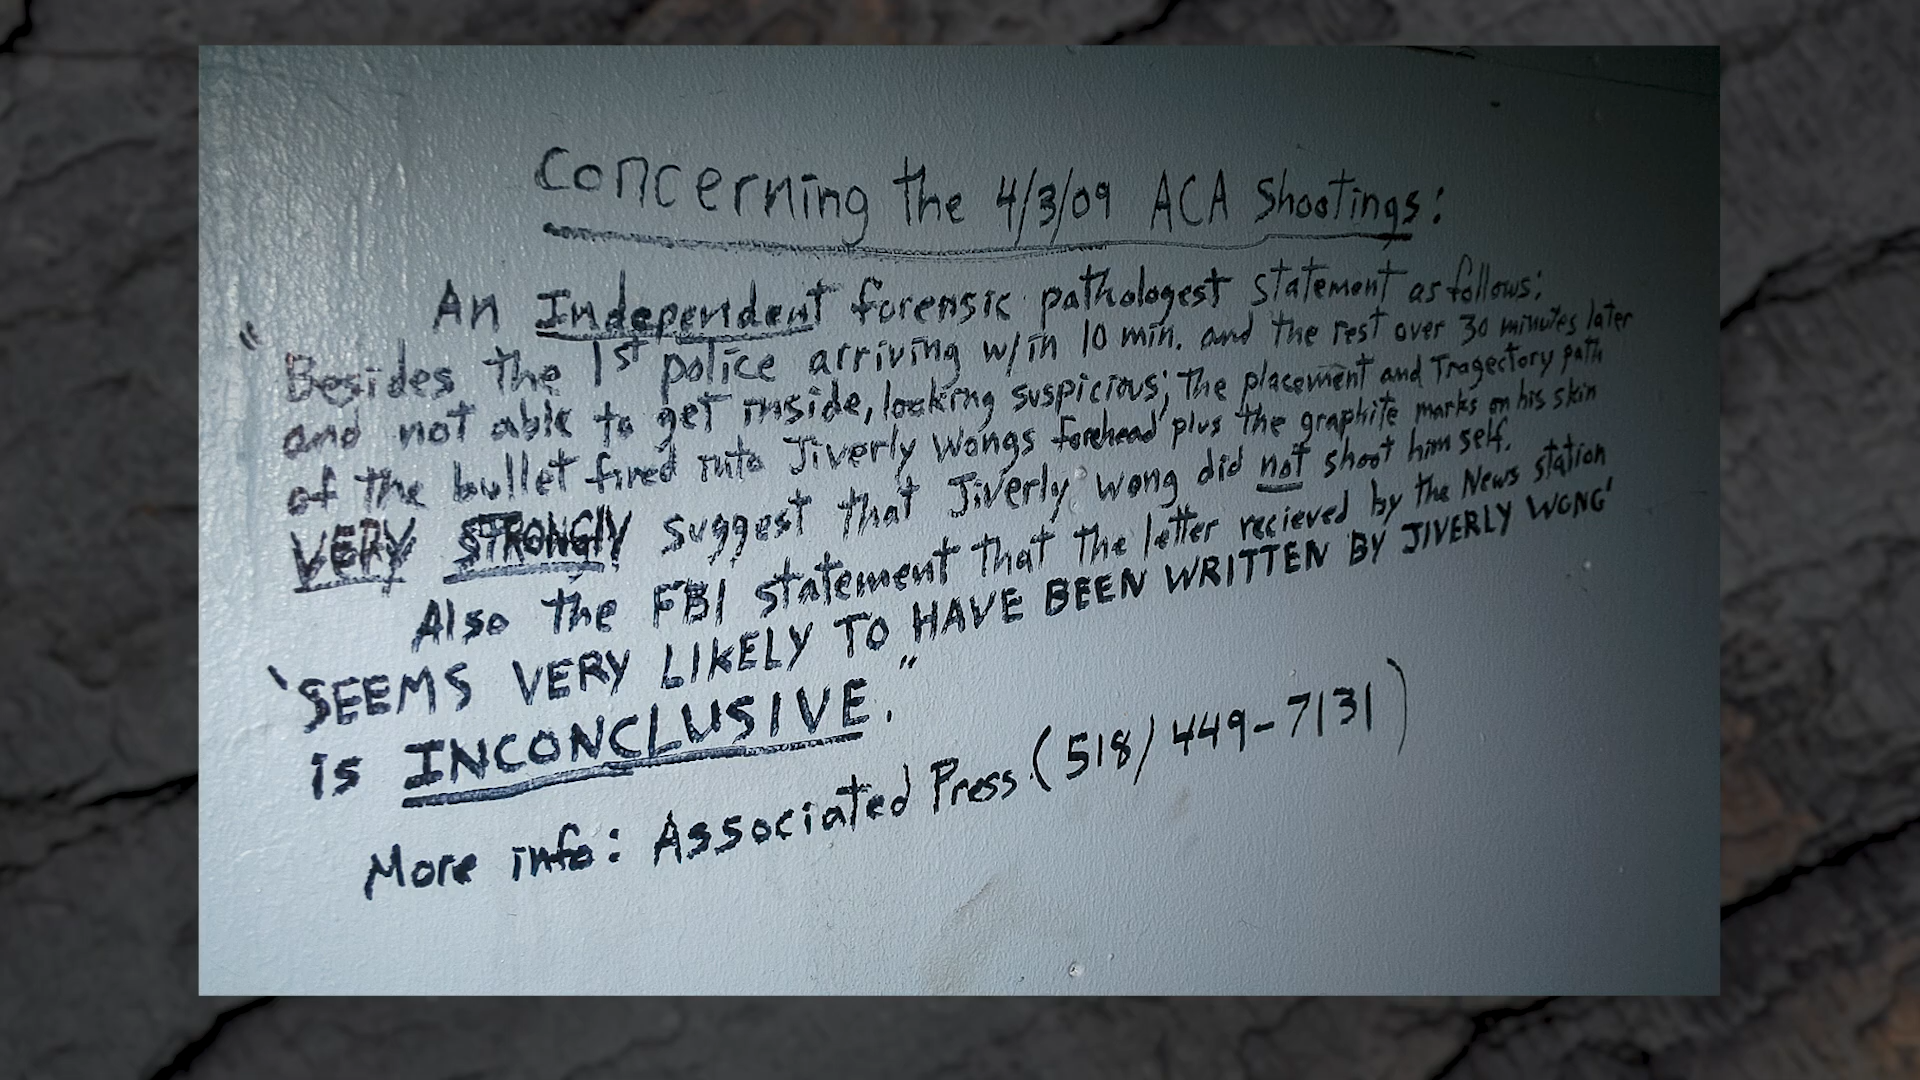 Concerning the 4/3/09 ACA Shootings:
An Independent forensic pathologest statement as follows:
"Besides the 1st police arriving w/in 10 min. and the rest over 30 minutes later
and not able to get inside, looking suspicious; the placement and Tragectory path
of the bullet fired into Jiverly Wongs forehead plus the graphite marks on his skin
VERY STRONGLY suggest that Jiverly Wong did not shoot him self.
Also the FBI statement that the letter recieved by the News station
'SEEMS VERY LIKELY TO HAVE BEEN WRITTEN BY JIVERLY WONG'
is INCONCLUSIVE."
More info: Associated Press (518/449-7131)